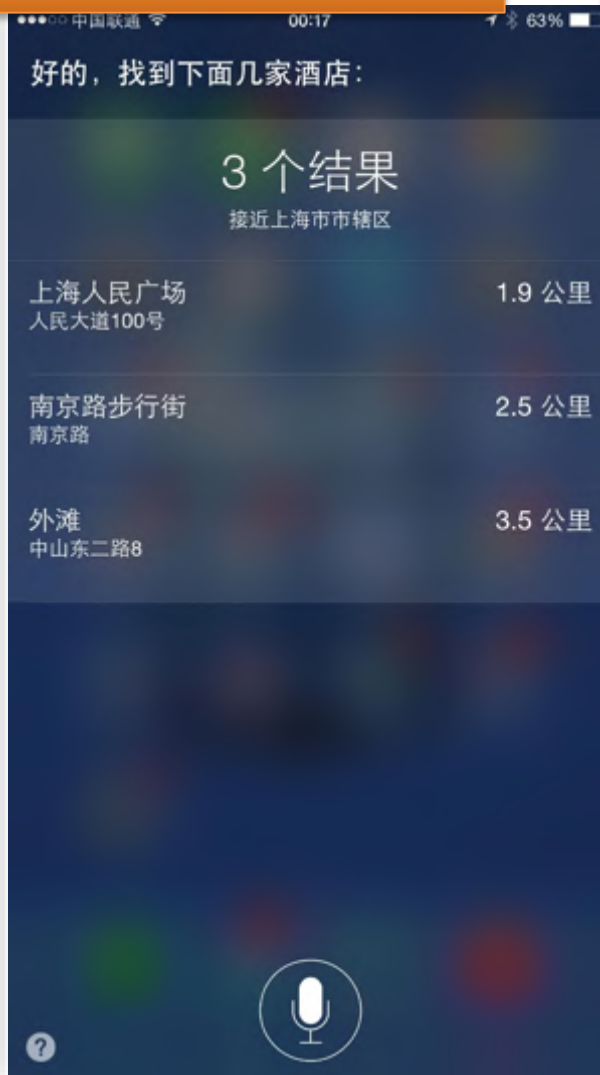 中国联通 00:17 63%
好的，找到下面几家酒店：
3 个结果
接近上海市市辖区
上海人民广场 1.9 公里
人民大道100号
南京路步行街 2.5 公里
南京路
外滩 3.5 公里
中山东二路8
?